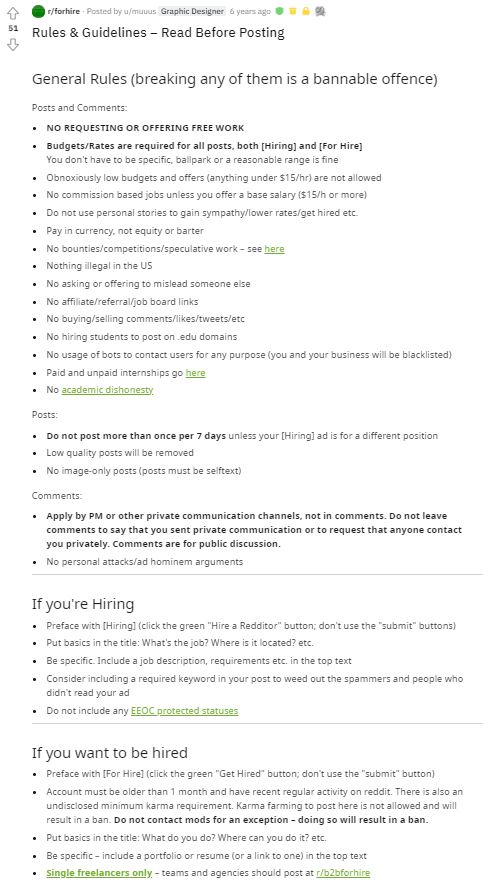 r/forhire · Posted by u/muuus Graphic Designer 6 years ago
51
Rules & Guidelines – Read Before Posting
General Rules (breaking any of them is a bannable offence)
Posts and Comments:
• NO REQUESTING OR OFFERING FREE WORK
• Budgets/Rates are required for all posts, both [Hiring] and [For Hire]
You don't have to be specific, ballpark or a reasonable range is fine
• Obnoxiously low budgets and offers (anything under $15/hr) are not allowed
• No commission based jobs unless you offer a base salary ($15/h or more)
• Do not use personal stories to gain sympathy/lower rates/get hired etc.
• Pay in currency, not equity or barter
• No bounties/competitions/speculative work – see here
• Nothing illegal in the US
• No asking or offering to mislead someone else
• No affiliate/referral/job board links
• No buying/selling comments/likes/tweets/etc
• No hiring students to post on .edu domains
• No usage of bots to contact users for any purpose (you and your business will be blacklisted)
• Paid and unpaid internships go here
• No academic dishonesty
Posts:
• Do not post more than once per 7 days unless your [Hiring] ad is for a different position
• Low quality posts will be removed
• No image-only posts (posts must be selftext)
Comments:
• Apply by PM or other private communication channels, not in comments. Do not leave
comments to say that you sent private communication or to request that anyone contact
you privately. Comments are for public discussion.
• No personal attacks/ad hominem arguments
If you're Hiring
• Preface with [Hiring] (click the green "Hire a Redditor" button; don't use the "submit" buttons)
• Put basics in the title: What's the job? Where is it located? etc.
• Be specific. Include a job description, requirements etc. in the top text
• Consider including a required keyword in your post to weed out the spammers and people who
didn't read your ad
• Do not include any EEOC protected statuses
If you want to be hired
• Preface with [For Hire] (click the green "Get Hired" button; don't use the "submit" button)
• Account must be older than 1 month and have recent regular activity on reddit. There is also an
undisclosed minimum karma requirement. Karma farming to post here is not allowed and will
result in a ban. Do not contact mods for an exception – doing so will result in a ban.
• Put basics in the title: What do you do? Where can you do it? etc.
• Be specific – include a portfolio or resume (or a link to one) in the top text
• Single freelancers only – teams and agencies should post at r/b2bforhire